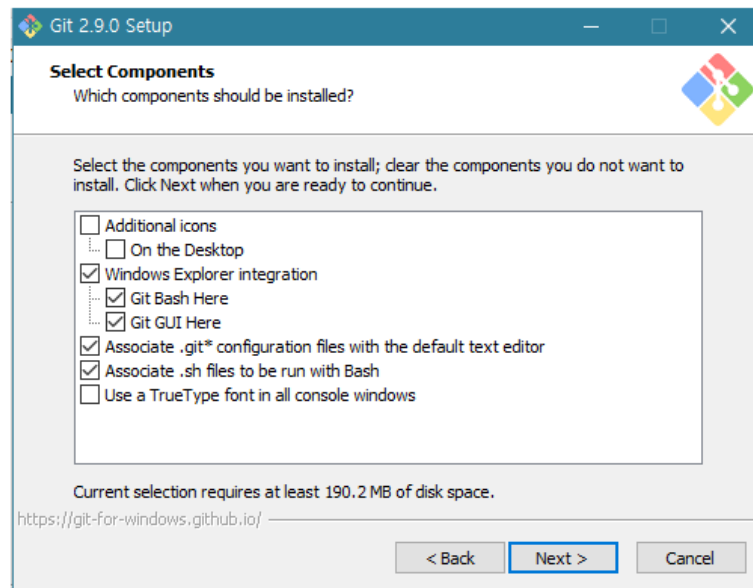 Git 2.9.0 Setup
Select Components
Which components should be installed?
Select the components you want to install; clear the components you do not want to
install. Click Next when you are ready to continue.
Additional icons
On the Desktop
Windows Explorer integration
Git Bash Here
Git GUI Here
Associate .git* configuration files with the default text editor
Associate .sh files to be run with Bash
Use a TrueType font in all console windows
Current selection requires at least 190.2 MB of disk space.
https://git-for-windows.github.io/
< Back
Next >
Cancel